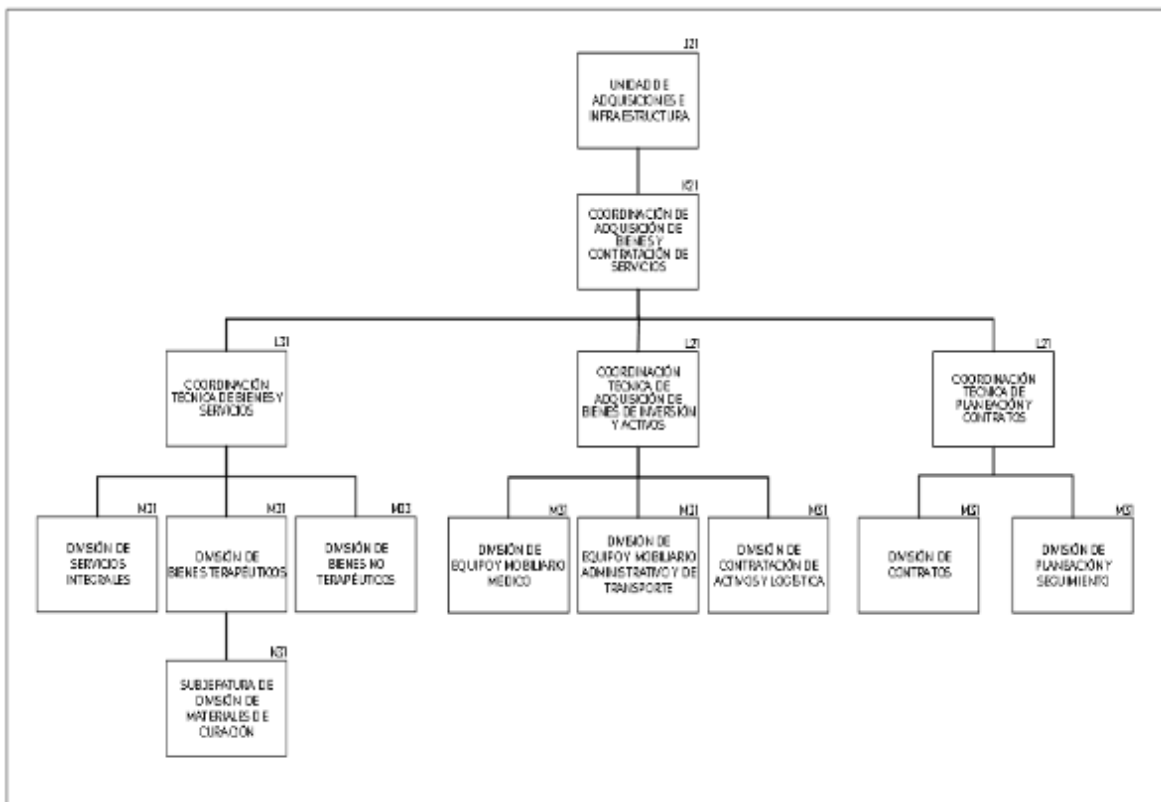 J21
UNIDAD DE
ADQUISICIONES E
INFRAESTRUCTURA
K21
COORDINACIÓN DE
ADQUISICIÓN DE
BIENES Y
CONTRATACIÓN DE
SERVICIOS
L31
COORDINACIÓN
TÉCNICA DE BIENES Y
SERVICIOS
L21
COORDINACIÓN
TÉCNICA DE
ADQUISICIÓN DE
BIENES DE INVERSIÓN
Y ACTIVOS
L21
COORDINACIÓN
TÉCNICA DE
PLANEACIÓN Y
CONTRATOS
M31
DIVISIÓN DE
SERVICIOS
INTEGRALES
M31
DIVISIÓN DE
BIENES TERAPÉUTICOS
M33
DIVISIÓN DE
BIENES NO
TERAPÉUTICOS
M31
DIVISIÓN DE
EQUIPO Y MOBILIARIO
MÉDICO
M31
DIVISIÓN DE
EQUIPO Y MOBILIARIO
ADMINISTRATIVO Y DE
TRANSPORTE
M31
DIVISIÓN DE
CONTRATACIÓN DE
ACTIVOS Y LOGÍSTICA
M31
DIVISIÓN DE
CONTRATOS
M31
DIVISIÓN DE
PLANEACIÓN Y
SEGUIMIENTO
N31
SUBJEFATURA DE
DIVISIÓN DE
MATERIALES DE
CURACIÓN